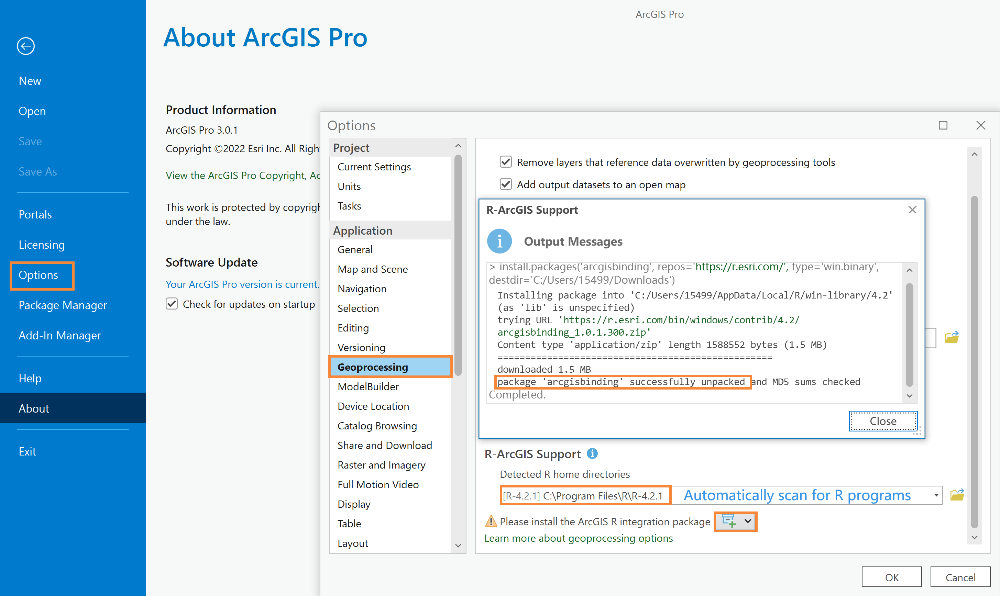 ArcGIS Pro
About ArcGIS Pro
New
Open
Save
Save As
Portals
Licensing
Options
Package Manager
Add-In Manager
Help
About
Exit
Product Information
ArcGIS Pro 3.0.1
Copyright ©2022 Esri Inc. All Righ
View the ArcGIS Pro Copyright, Ac
This work is protected by copyrigh
under the law.
Software Update
Your ArcGIS Pro version is current.
Check for updates on startup
Options
Project
Current Settings
Units
Tasks
Application
General
Map and Scene
Navigation
Selection
Editing
Versioning
Geoprocessing
ModelBuilder
Device Location
Catalog Browsing
Share and Download
Raster and Imagery
Full Motion Video
Display
Table
Layout
Remove layers that reference data overwritten by geoprocessing tools
Add output datasets to an open map
R-ArcGIS Support
Output Messages
> install.packages('arcgisbinding', repos='https://r.esri.com/', type='win.binary',
destdir='C:/Users/15499/Downloads')
Installing package into 'C:/Users/15499/AppData/Local/R/win-library/4.2'
(as 'lib' is unspecified)
trying URL 'https://r.esri.com/bin/windows/contrib/4.2/
arcgisbinding_1.0.1.300.zip'
Content type 'application/zip' length 1588552 bytes (1.5 MB)
==================================================
downloaded 1.5 MB
package 'arcgisbinding' successfully unpacked and MD5 sums checked
Completed.
Close
R-ArcGIS Support
Detected R home directories
[R-4.2.1] C:\Program Files\R\R-4.2.1 Automatically scan for R programs
Please install the ArcGIS R integration package
Learn more about geoprocessing options
OK
Cancel